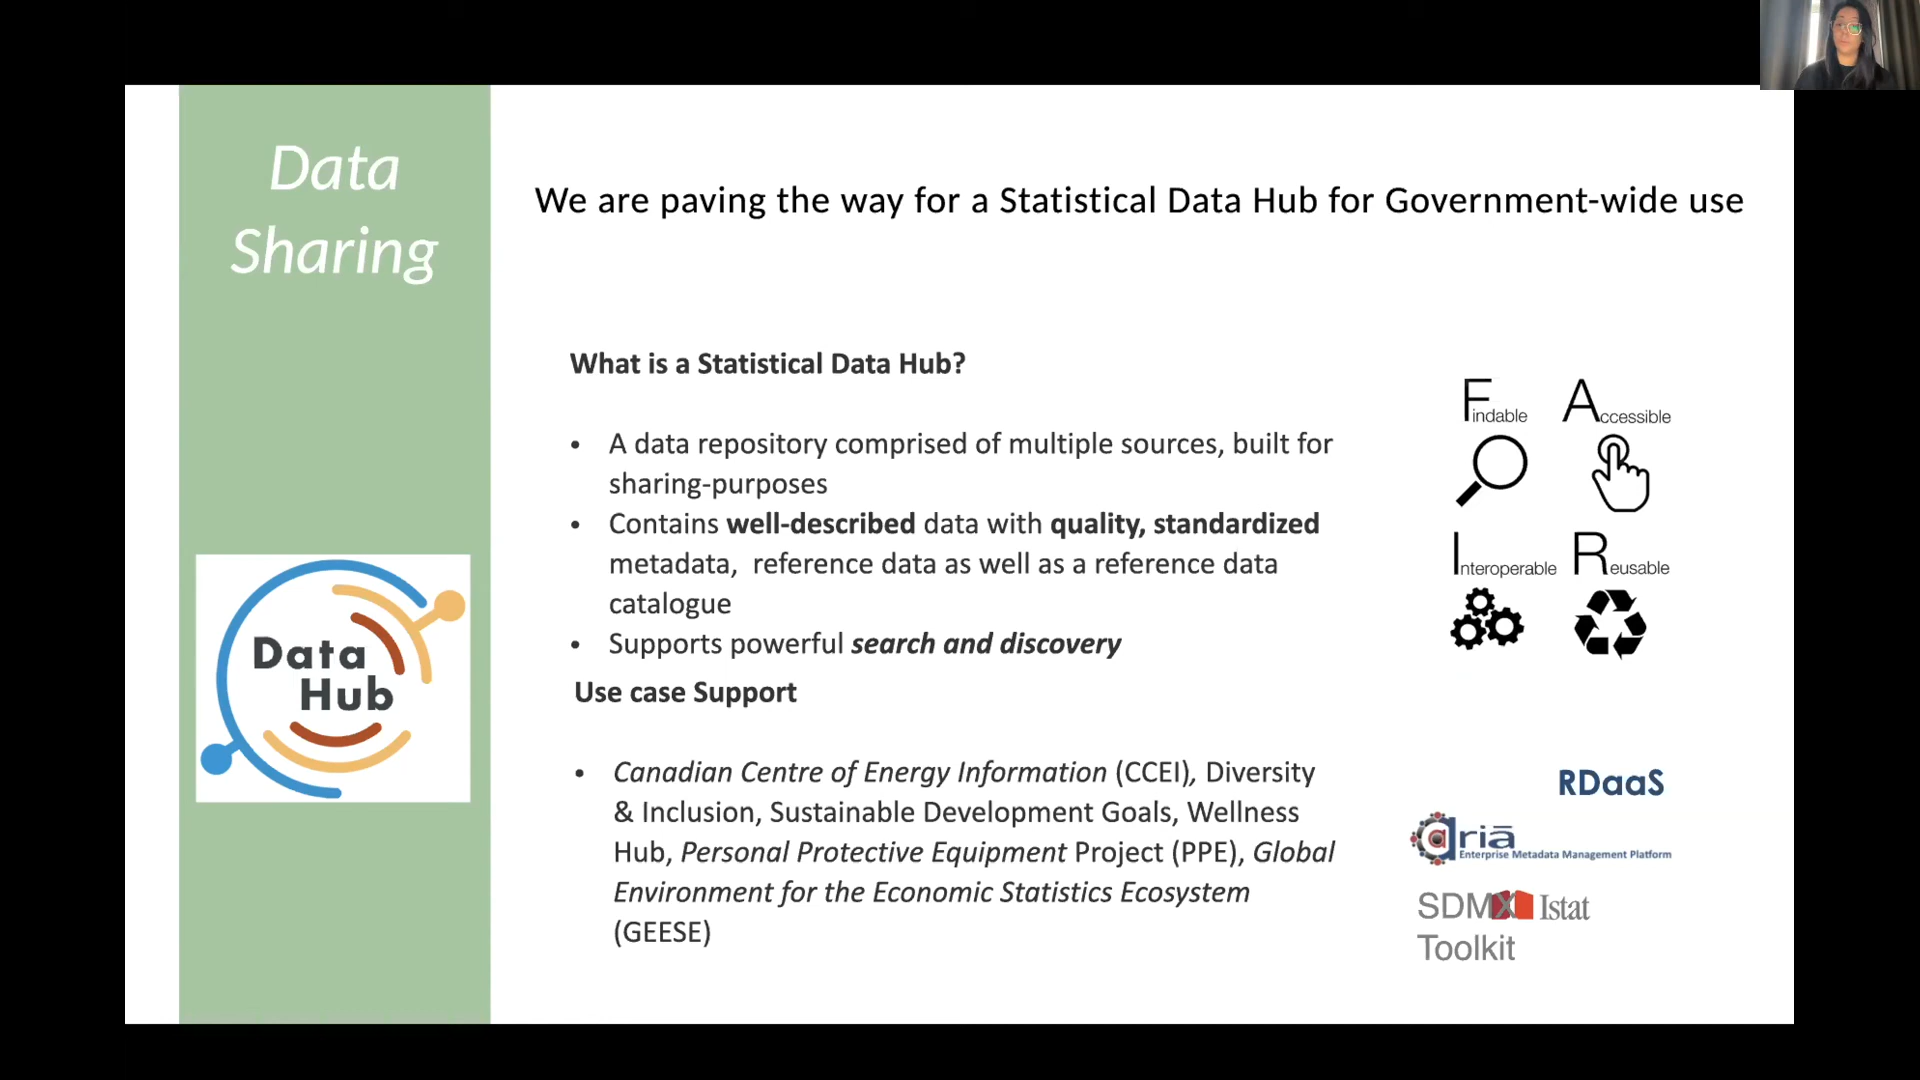 Data
Sharing
We are paving the way for a Statistical Data Hub for Government-wide use
What is a Statistical Data Hub?
• A data repository comprised of multiple sources, built for
sharing-purposes
• Contains well-described data with quality, standardized
metadata, reference data as well as a reference data
catalogue
• Supports powerful search and discovery
Use case Support
• Canadian Centre of Energy Information (CCEI), Diversity
& Inclusion, Sustainable Development Goals, Wellness
Hub, Personal Protective Equipment Project (PPE), Global
Environment for the Economic Statistics Ecosystem
(GEESE)
Data
Hub
Findable Accessible
Interoperable Reusable
RDaaS
ariā
Enterprise Metadata Management Platform
SDMX Istat
Toolkit